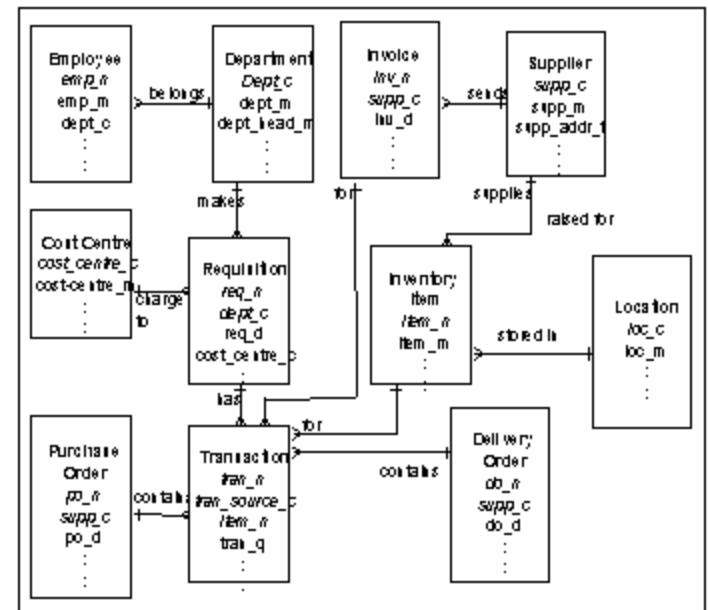 Employee
emp_n
emp_m
dept_c
belongs
Department
Dept_c
dept_m
dept_head_m
Invoice
Inv_n
supp_c
inv_d
sends
Supplier
supp_c
supp_m
supp_addr_t
makes
for
supplies
raised for
Cost Centre
cost_centre_c
cost-centre_m
charge
to
Requisition
req_n
dept_c
req_d
cost_centre_c
Inventory
Item
Item_n
Item_m
stored in
Location
loc_c
loc_m
has
for
Purchase
Order
po_n
supp_c
po_d
contains
Transaction
tran_n
tran_source_c
Item_n
tran_q
contains
Delivery
Order
do_n
supp_c
do_d